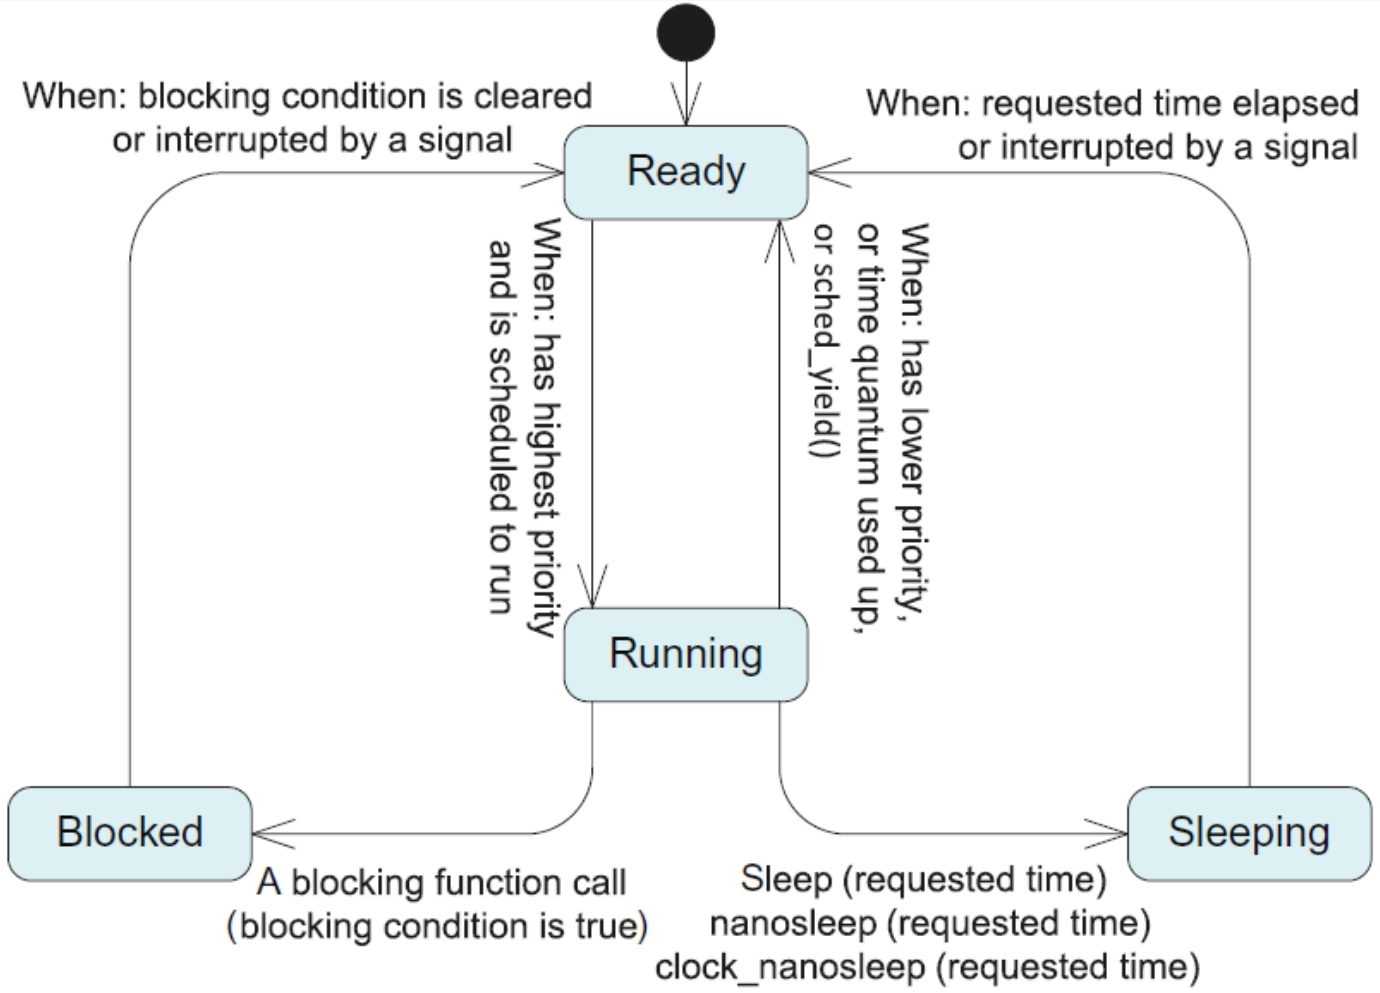 When: blocking condition is cleared
or interrupted by a signal
When: requested time elapsed
or interrupted by a signal
Ready
When: has highest priority
and is scheduled to run
When: has lower priority,
or time quantum used up,
or sched_yield()
Running
Blocked
Sleeping
A blocking function call
(blocking condition is true)
Sleep (requested time)
nanosleep (requested time)
clock_nanosleep (requested time)